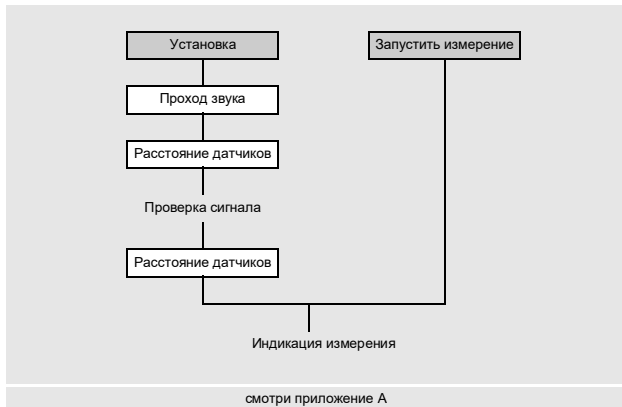 Установка
Запустить измерение
Проход звука
Расстояние датчиков
Проверка сигнала
Расстояние датчиков
Индикация измерения
смотри приложение А